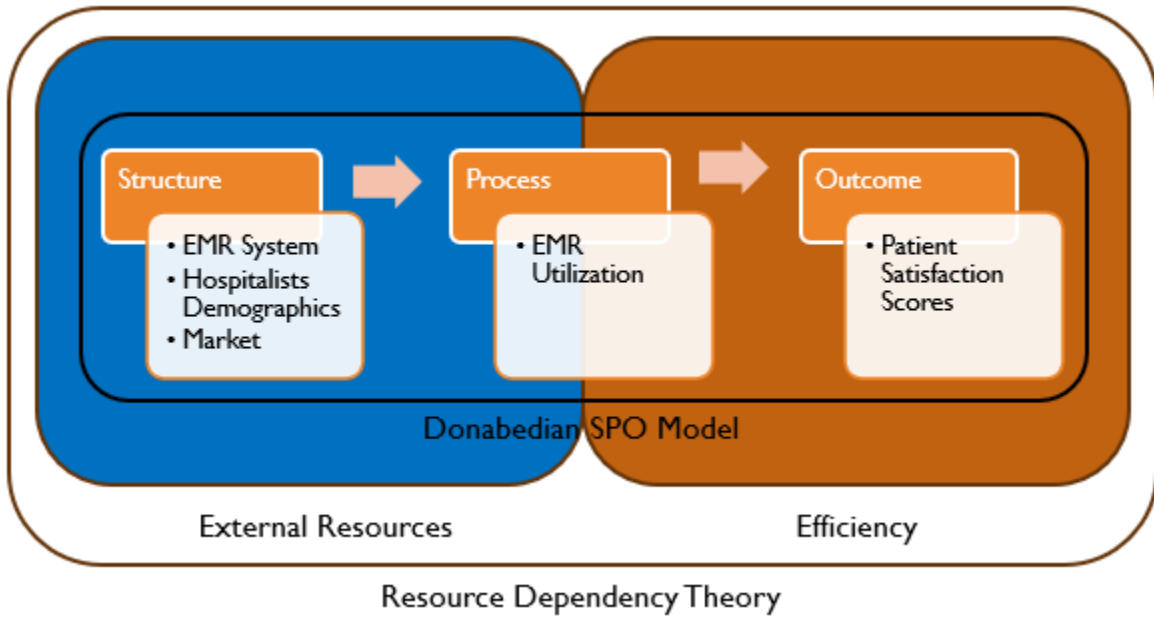 Structure
Process
Outcome
• EMR System
• Hospitalists
Demographics
• Market
• EMR
Utilization
• Patient
Satisfaction
Scores
Donabedian SPO Model
External Resources
Efficiency
Resource Dependency Theory